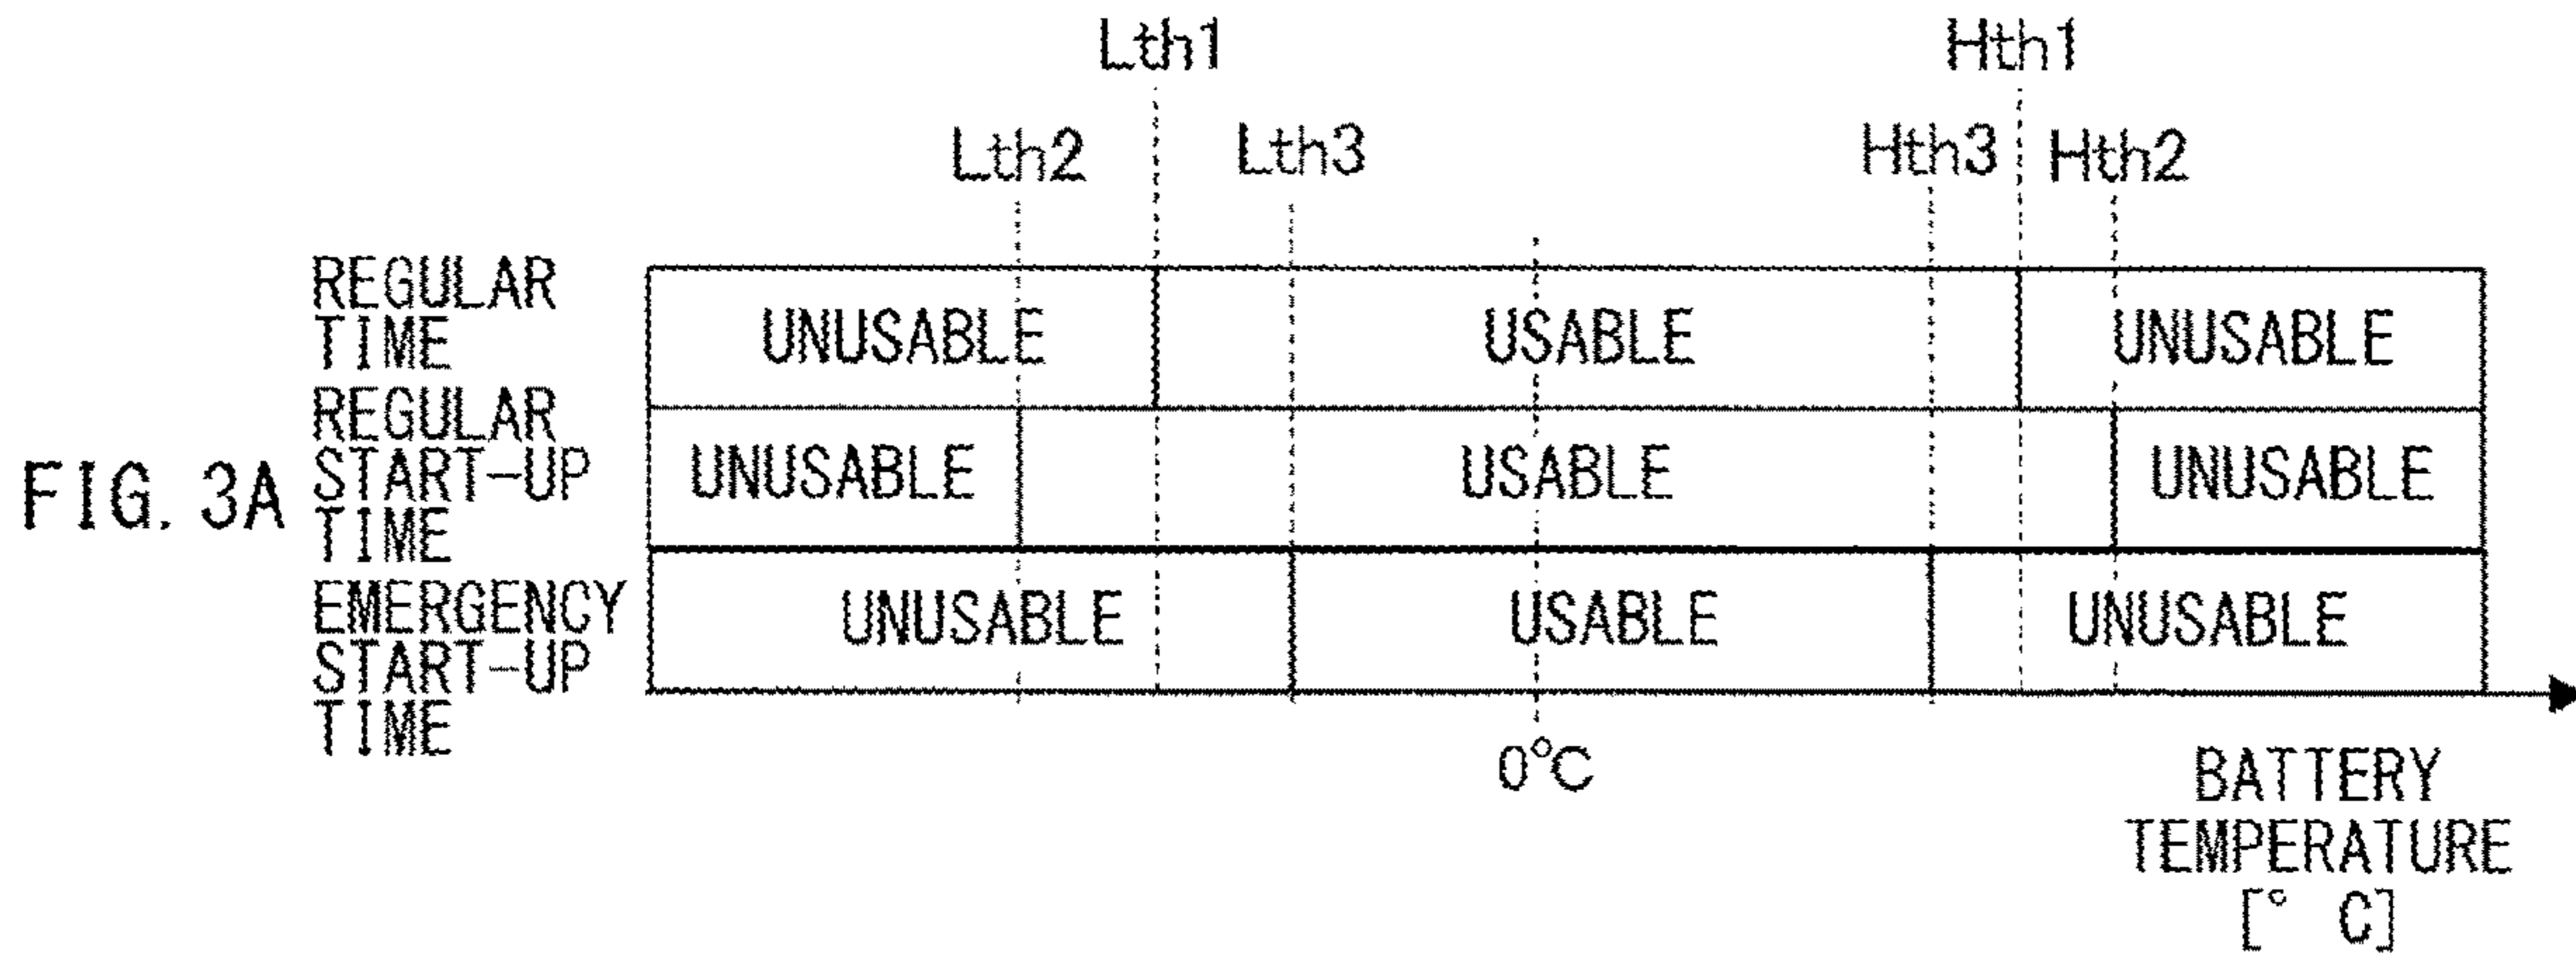 Lth1 Hth1
Lth2 Lth3 Hth3 Hth2
FIG. 3A
REGULAR
TIME
UNUSABLE USABLE UNUSABLE
REGULAR
START-UP
TIME
UNUSABLE USABLE UNUSABLE
EMERGENCY
START-UP
TIME
UNUSABLE USABLE UNUSABLE
0°C
BATTERY
TEMPERATURE
[° C]